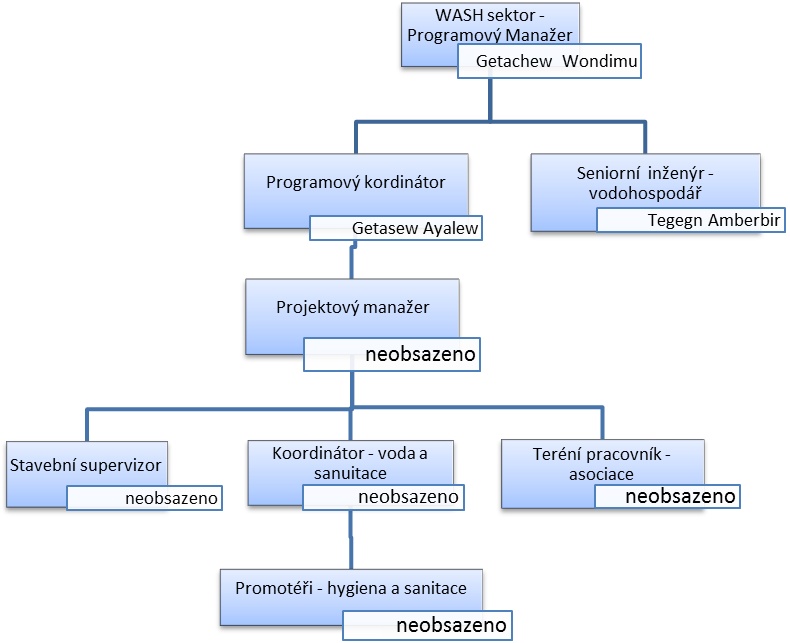 WASH sektor -
Programový Manažer
Getachew Wondimu
Programový kordinátor
Getasew Ayalew
Seniorní inženýr -
vodohospodář
Tegegn Amberbir
Projektový manažer
neobsazeno
Stavební supervizor
neobsazeno
Koordinátor - voda a
sanuitace
neobsazeno
Teréní pracovník -
asociace
neobsazeno
Promotéři - hygiena a sanitace
neobsazeno